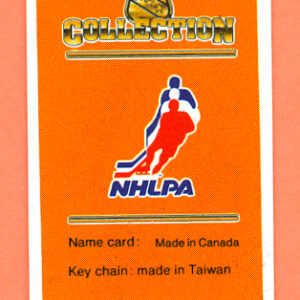 COLLECTION
NHLPA
Name card: Made in Canada
Key chain: made in Taiwan